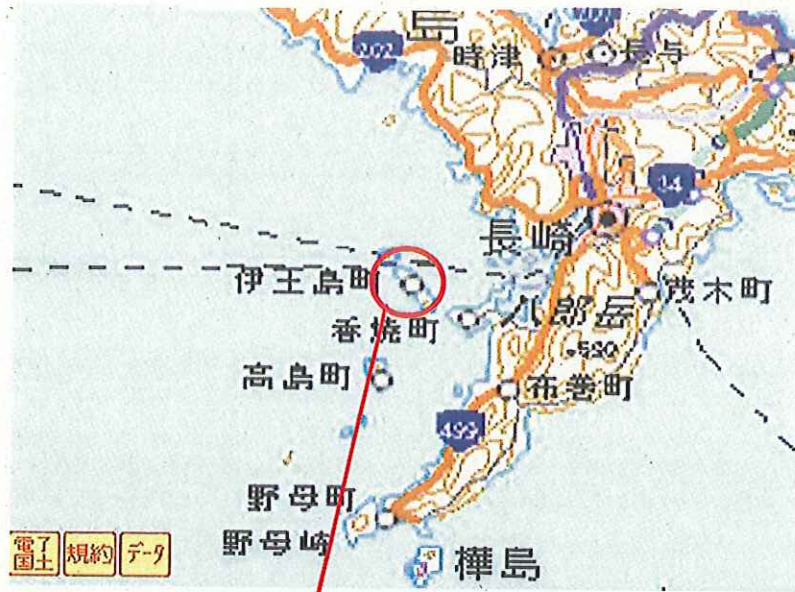 島
202
時津
長与
34
長崎
伊王島町
茂木町
香焼町
八郎岳
590
高島町
布巻町
499
野母町
野母崎
樺島
電子国土
規約
データ